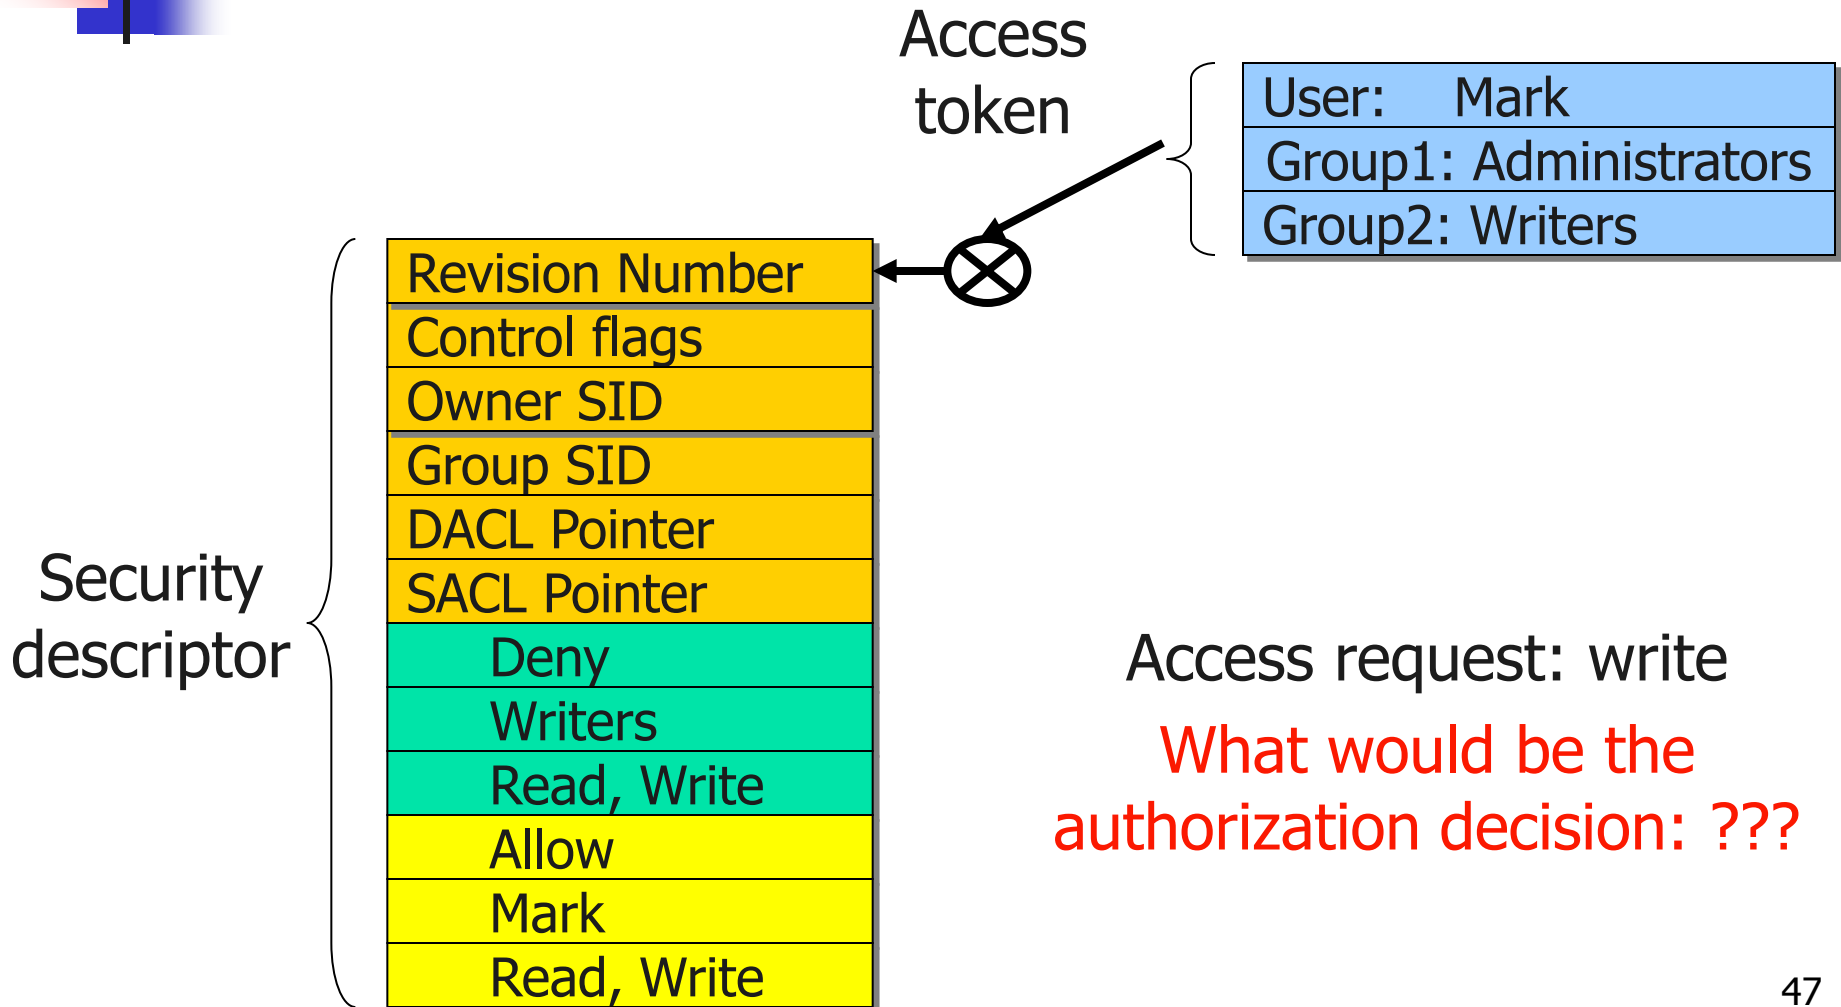 Access
token
User: Mark
Group1: Administrators
Group2: Writers
Revision Number
Control flags
Owner SID
Group SID
DACL Pointer
SACL Pointer
Deny
Writers
Read, Write
Allow
Mark
Read, Write
Security
descriptor
Access request: write
What would be the
authorization decision: ???
47